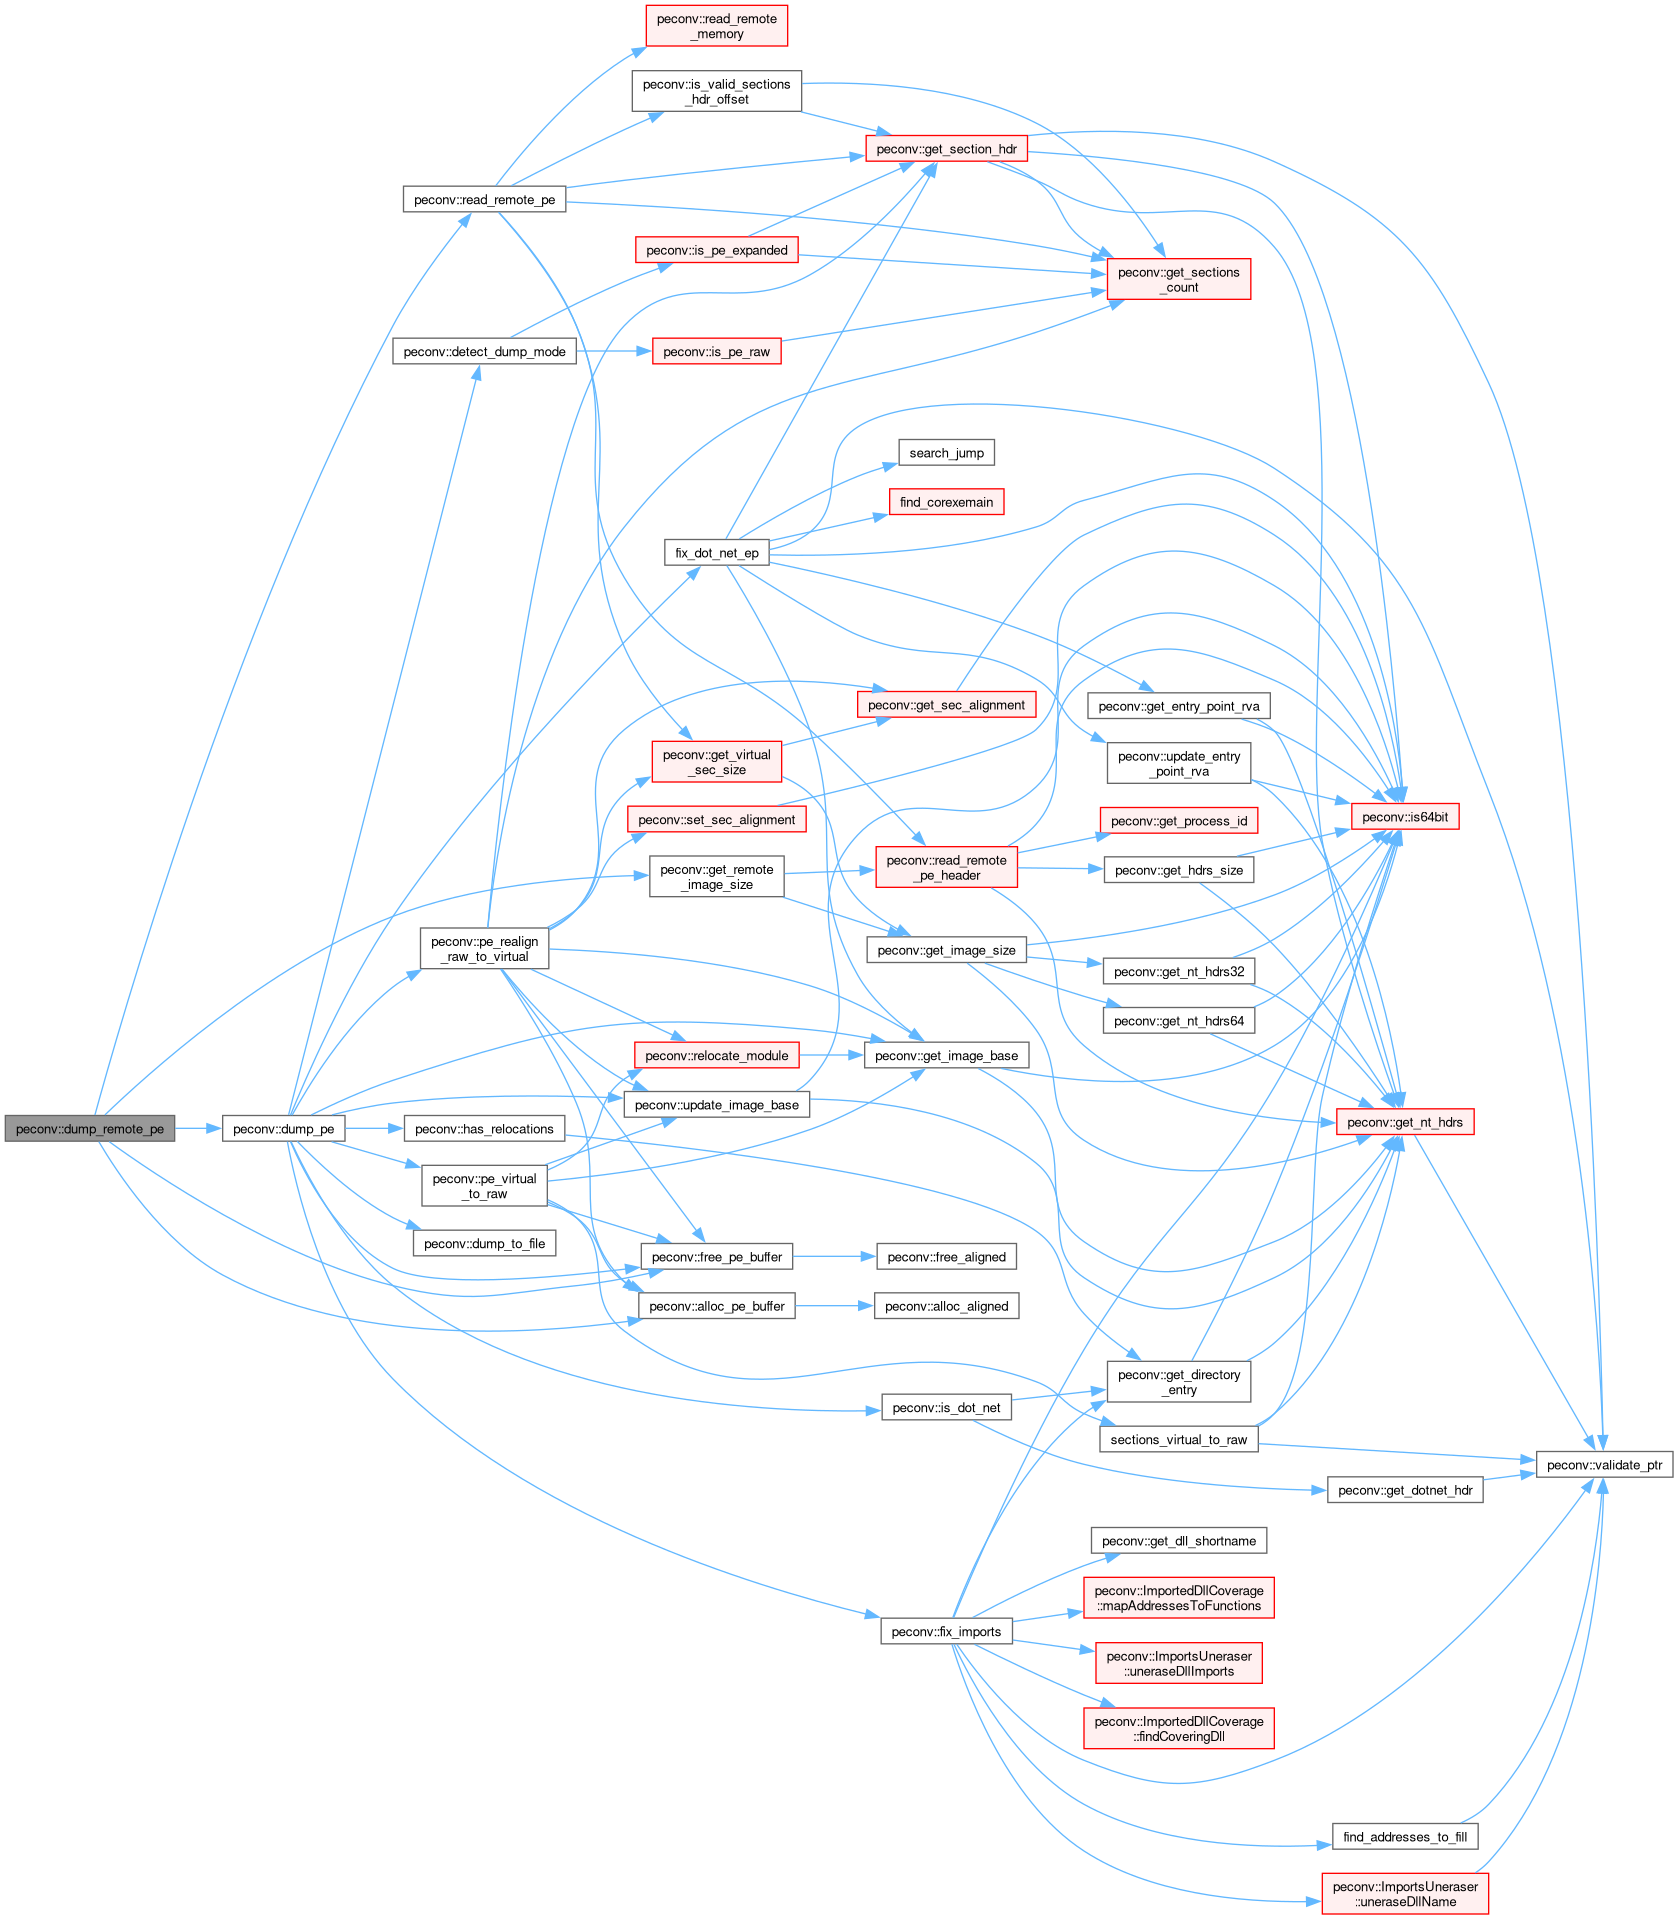 peconv::read_remote
_memory
peconv::is_valid_sections
_hdr_offset
peconv::get_section_hdr
peconv::read_remote_pe
peconv::is_pe_expanded
peconv::get_sections
_count
peconv::detect_dump_mode
peconv::is_pe_raw
search_jump
find_corexemain
fix_dot_net_ep
peconv::get_sec_alignment
peconv::get_entry_point_rva
peconv::get_virtual
_sec_size
peconv::update_entry
_point_rva
peconv::set_sec_alignment
peconv::get_process_id
peconv::is64bit
peconv::get_remote
_image_size
peconv::read_remote
_pe_header
peconv::get_hdrs_size
peconv::pe_realign
_raw_to_virtual
peconv::get_image_size
peconv::get_nt_hdrs32
peconv::get_nt_hdrs64
peconv::relocate_module
peconv::get_image_base
peconv::update_image_base
peconv::dump_remote_pe
peconv::dump_pe
peconv::has_relocations
peconv::get_nt_hdrs
peconv::pe_virtual
_to_raw
peconv::dump_to_file
peconv::free_pe_buffer
peconv::free_aligned
peconv::alloc_pe_buffer
peconv::alloc_aligned
peconv::get_directory
_entry
peconv::is_dot_net
sections_virtual_to_raw
peconv::validate_ptr
peconv::get_dotnet_hdr
peconv::get_dll_shortname
peconv::ImportedDllCoverage
::mapAddressesToFunctions
peconv::fix_imports
peconv::ImportsUneraser
::uneraseDllImports
peconv::ImportedDllCoverage
::findCoveringDll
find_addresses_to_fill
peconv::ImportsUneraser
::uneraseDllName